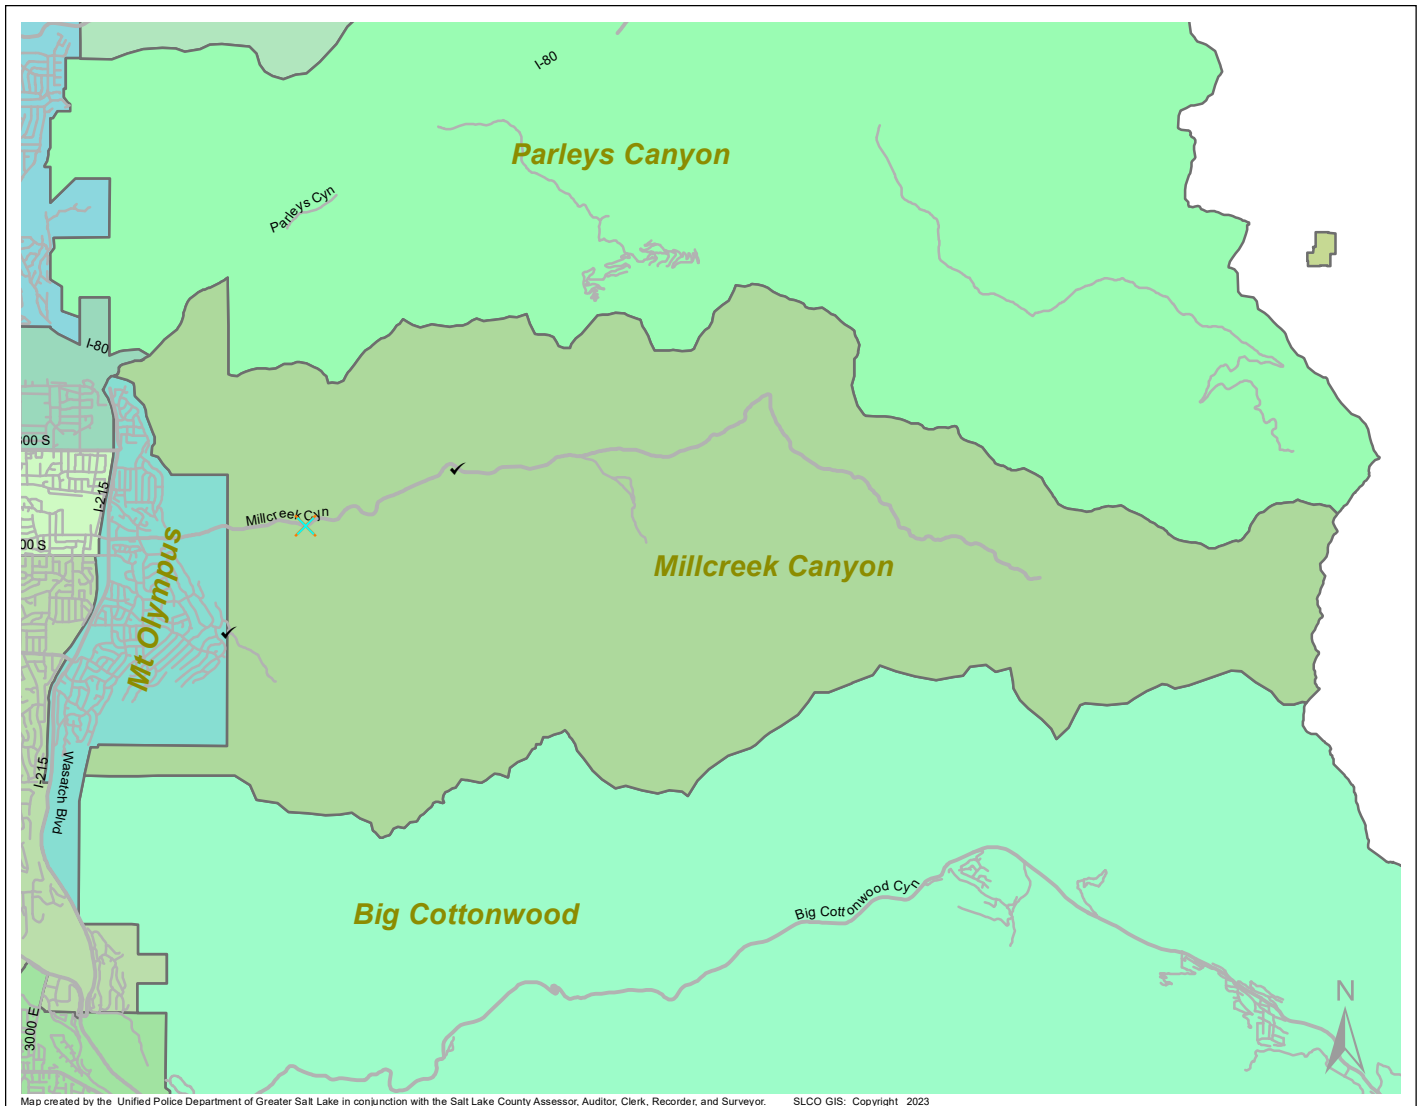 I-80
Parleys Canyon
Parleys Cyn
I-80
00 S
I-215
Millcreek Cyn
00 S
Millcreek Canyon
Mt Olympus
I-215
Wasatch Blvd
Big Cottonwood Cyn
Big Cottonwood
N
3000 E
Map created by the Unified Police Department of Greater Salt Lake in conjunction with the Salt Lake County Assessor, Auditor, Clerk, Recorder, and Surveyor. SLCO GIS: Copyright 2023